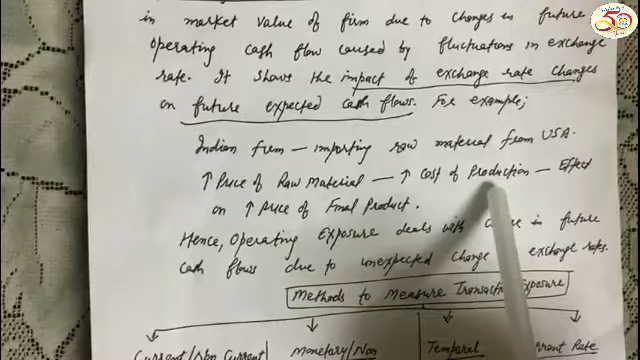 in market value of firm due to changes in future
operating cash flow caused by fluctuations in exchange
rate. It shows the impact of exchange rate changes
on future expected cash flows. For example;
Indian firm — importing raw material from USA.
↑ Price of Raw Material — ↑ cost of production — Effect
on ↑ Price of Final Product.
Hence, Operating Exposure deals with in future
cash flows due to unexpected change exchange rates.
Methods to Measure Transaction Exposure
Current/Non Current Monetary/Non Temporal Rate
50